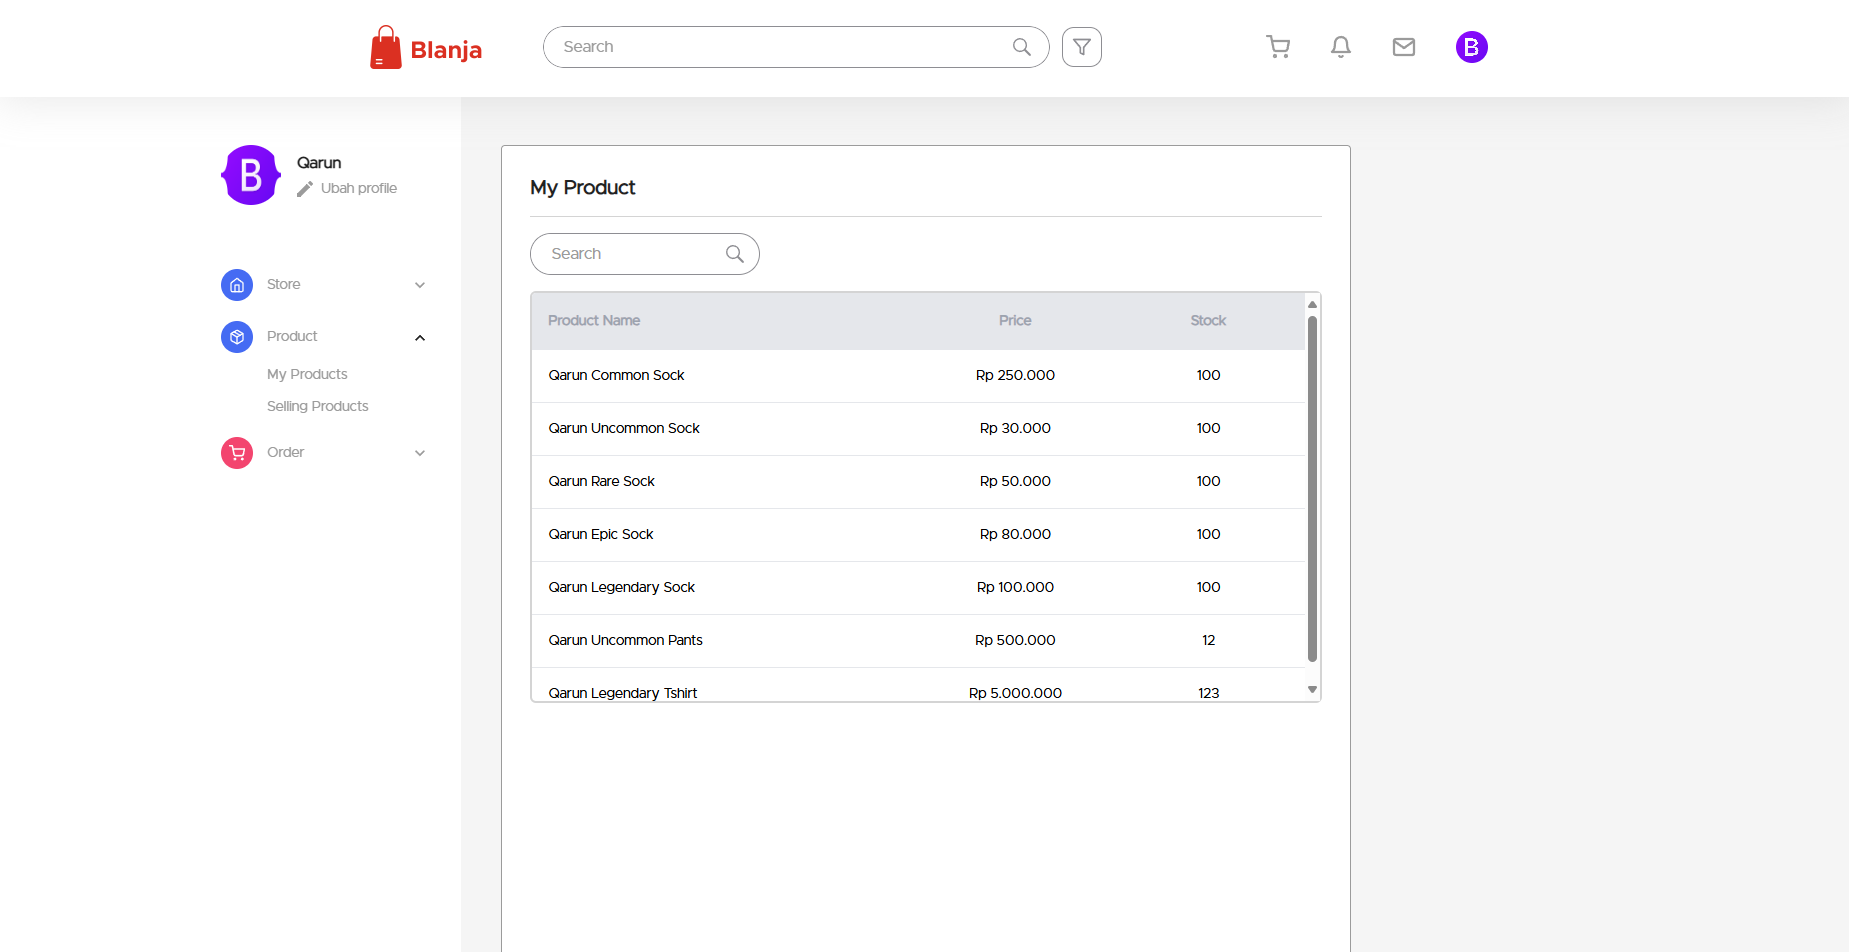 Blanja
Search
B
B
Qarun
Ubah profile
Store
Product
My Products
Selling Products
Order
My Product
Search
Product Name Price Stock
Qarun Common Sock Rp 250.000 100
Qarun Uncommon Sock Rp 30.000 100
Qarun Rare Sock Rp 50.000 100
Qarun Epic Sock Rp 80.000 100
Qarun Legendary Sock Rp 100.000 100
Qarun Uncommon Pants Rp 500.000 12
Qarun Legendary Tshirt Rp 5.000.000 123